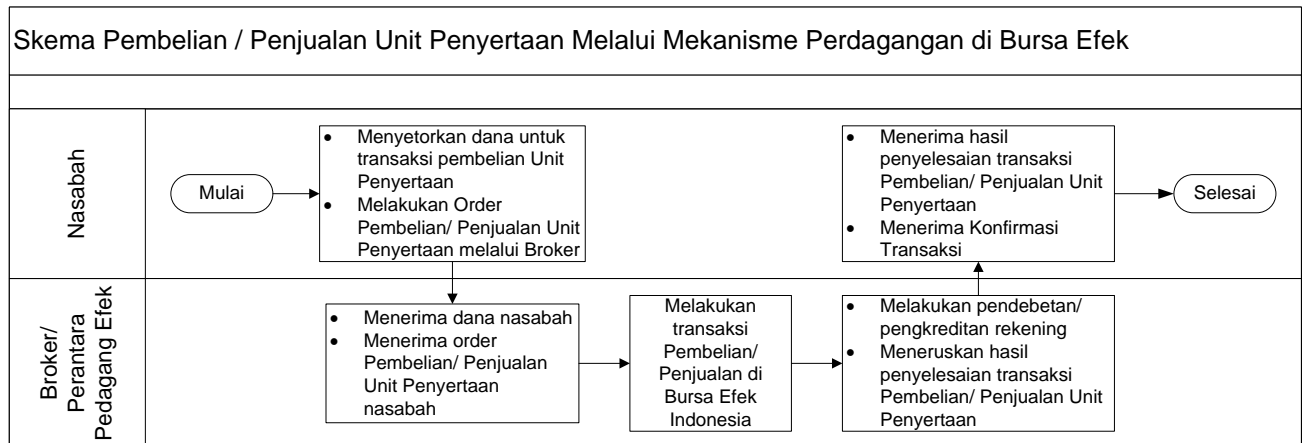 Skema Pembelian / Penjualan Unit Penyertaan Melalui Mekanisme Perdagangan di Bursa Efek
Nasabah
Mulai
• Menyetorkan dana untuk
transaksi pembelian Unit
Penyertaan
• Melakukan Order
Pembelian/ Penjualan Unit
Penyertaan melalui Broker
• Menerima hasil
penyelesaian transaksi
Pembelian/ Penjualan Unit
Penyertaan
• Menerima Konfirmasi
Transaksi
Selesai
Broker/
Perantara
Pedagang Efek
• Menerima dana nasabah
• Menerima order
Pembelian/ Penjualan
Unit Penyertaan
nasabah
Melakukan
transaksi
Pembelian/
Penjualan di
Bursa Efek
Indonesia
• Melakukan pendebetan/
pengkreditan rekening
• Meneruskan hasil
penyelesaian transaksi
Pembelian/ Penjualan Unit
Penyertaan